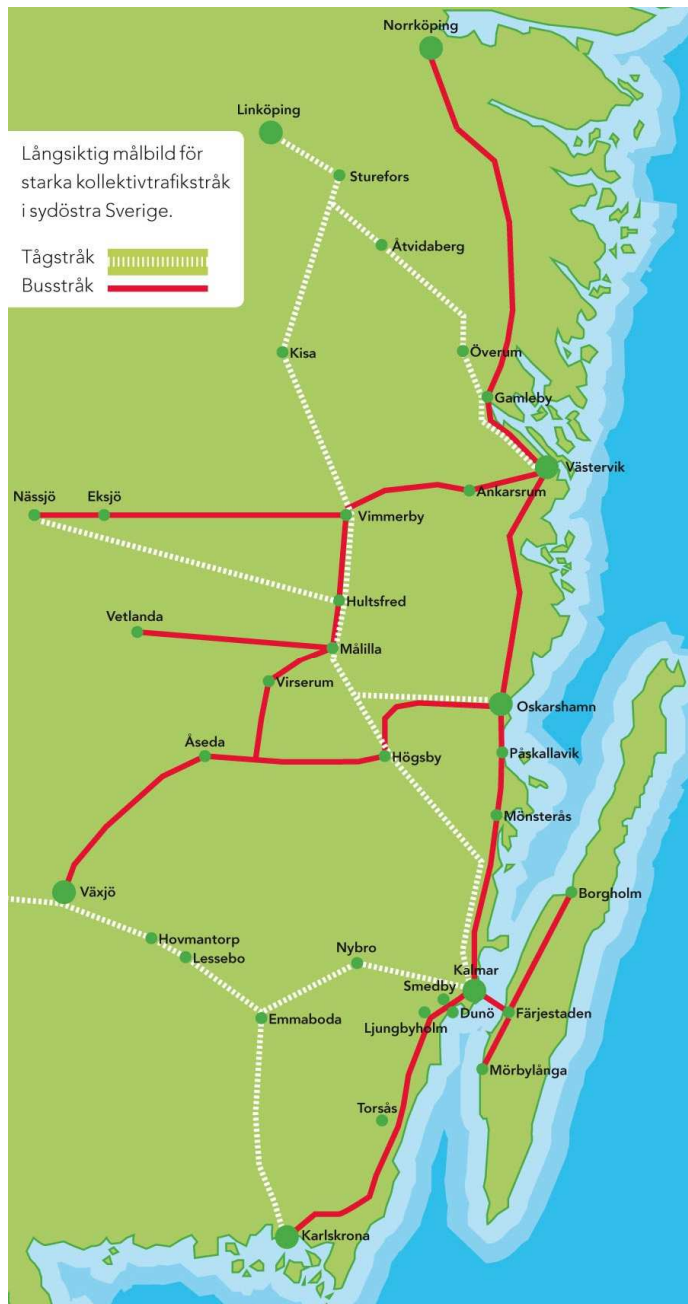 Norrköping
Linköping
Långsiktig målbild för
starka kollektivtrafikstråk
i sydöstra Sverige.
Tågstråk
Busstråk
Sturefors
Åtvidaberg
Kisa
Överum
Gamleby
Västervik
Ankarsrum
Nässjö
Eksjö
Vimmerby
Hultsfred
Vetlanda
Målilla
Virserum
Oskarshamn
Åseda
Högsby
Påskallavik
Mönsterås
Växjö
Borgholm
Hovmantorp
Nybro
Lessebo
Kalmar
Smedby
Emmaboda
Ljungbyholm
Dunö
Färjestaden
Mörbylånga
Torsås
Karlskrona